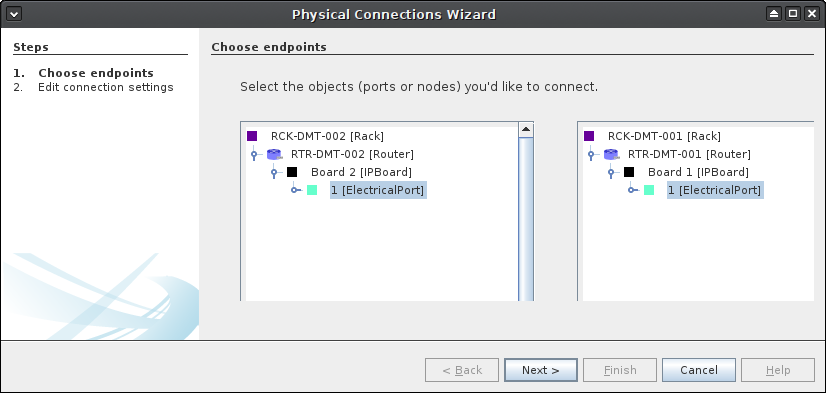 Physical Connections Wizard
Steps
1. Choose endpoints
2. Edit connection settings
Choose endpoints
Select the objects (ports or nodes) you'd like to connect.
RCK-DMT-002 [Rack]
RTR-DMT-002 [Router]
Board 2 [IPBoard]
1 [ElectricalPort]
RCK-DMT-001 [Rack]
RTR-DMT-001 [Router]
Board 1 [IPBoard]
1 [ElectricalPort]
< Back
Next >
Finish
Cancel
Help